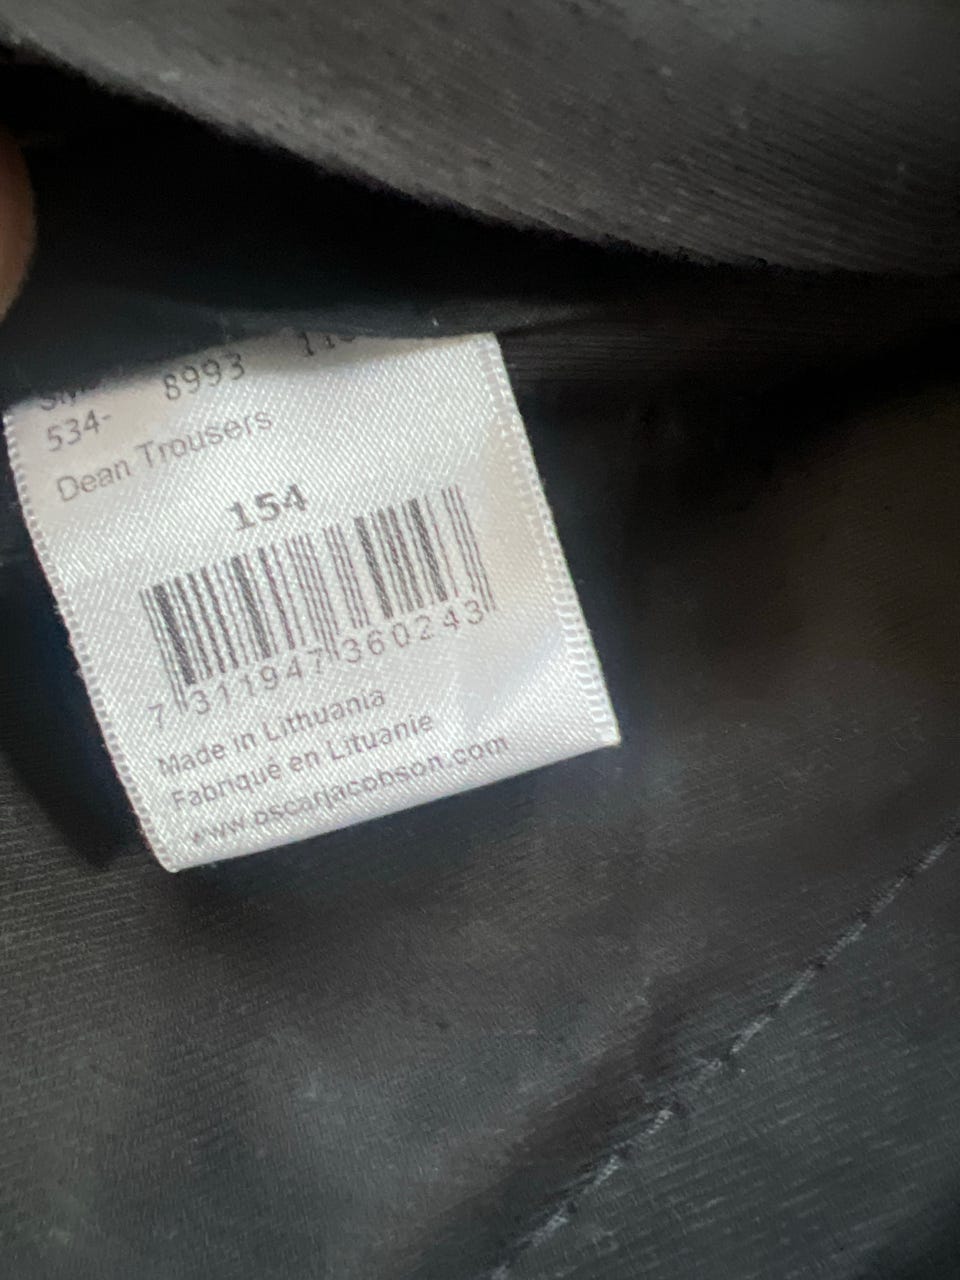 534- 8993
Dean Trousers
154
7 311947 360243
Made in Lithuania
Fabriqué en Lituanie
www.oscarjacobson.com